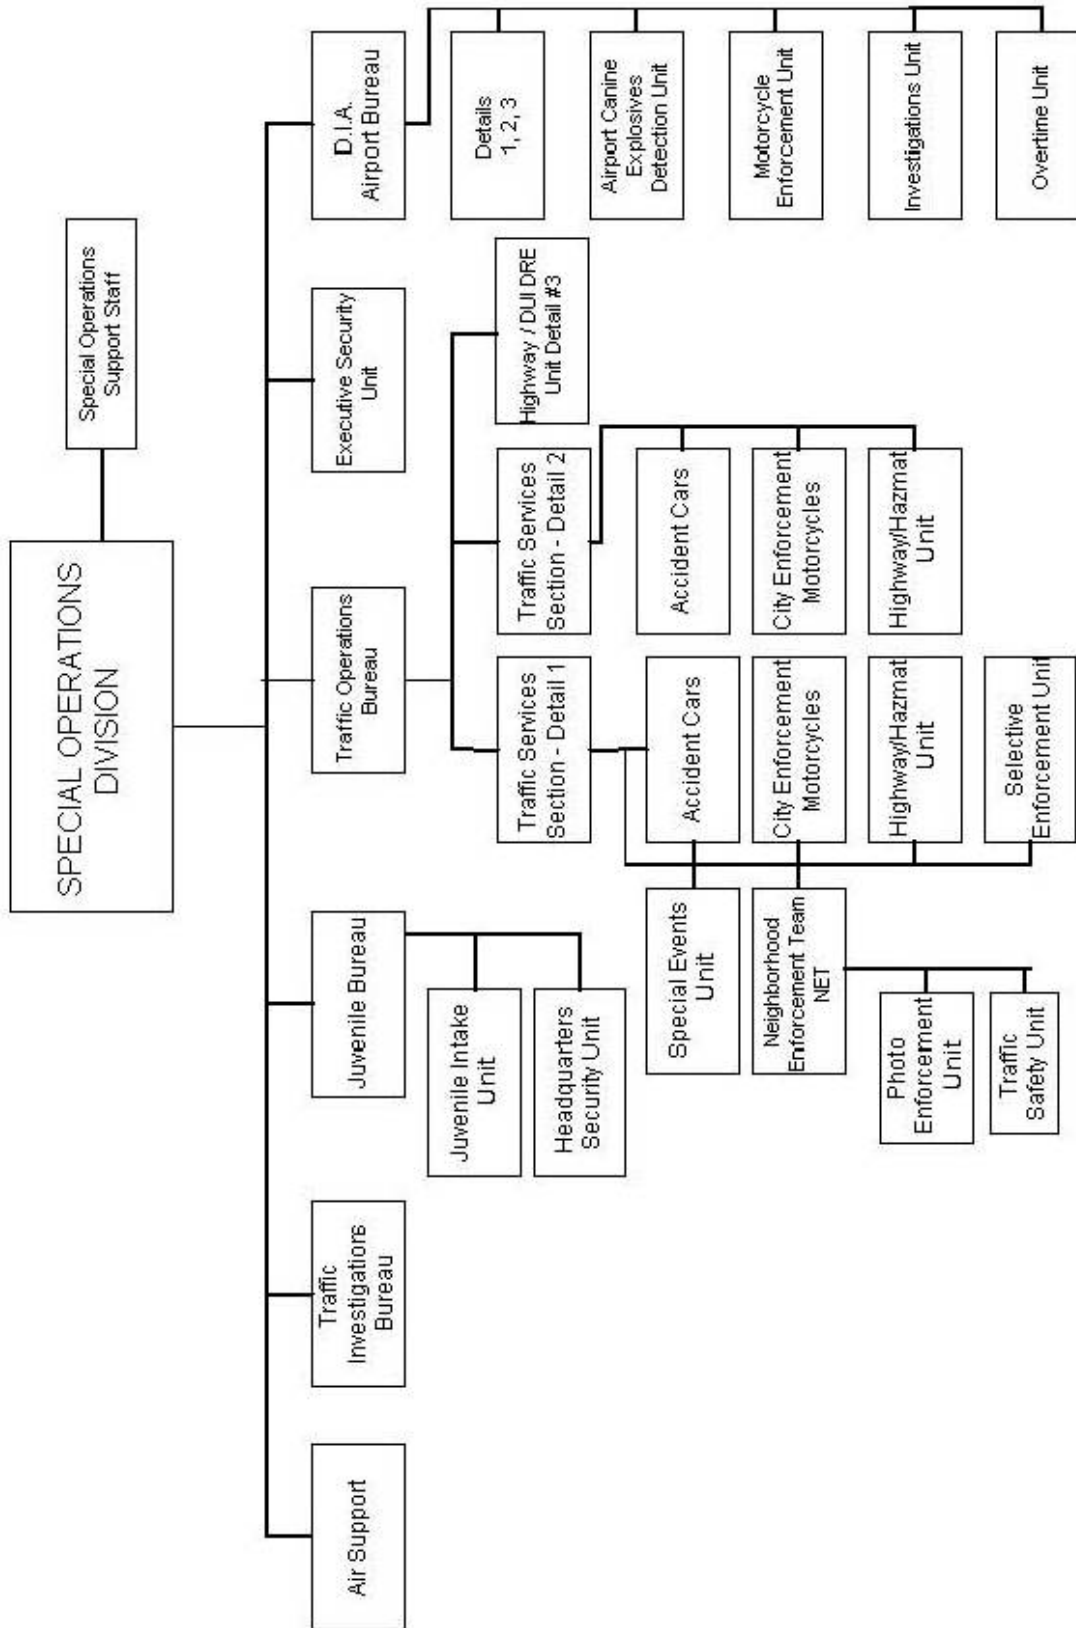 SPECIAL OPERATIONS
DIVISION
Special Operations
Support Staff
Air Support
Traffic
Investigations
Bureau
Juvenile Bureau
Traffic Operations
Bureau
Executive Security
Unit
D.I.A.
Airport Bureau
Juvenile Intake
Unit
Headquarters
Security Unit
Traffic Services
Section - Detail 1
Traffic Services
Section - Detail 2
Highway / DUI DRE
Unit Detail #3
Details
1, 2, 3
Airport Canine
Explosives
Detection Unit
Motorcycle
Enforcement Unit
Investigations Unit
Overtime Unit
Special Events
Unit
Accident Cars
Accident Cars
Neighborhood
Enforcement Team
NET
City Enforcement
Motorcycles
City Enforcement
Motorcycles
Photo
Enforcement
Unit
Highway/Hazmat
Unit
Highway/Hazmat
Unit
Traffic
Safety Unit
Selective
Enforcement Unit